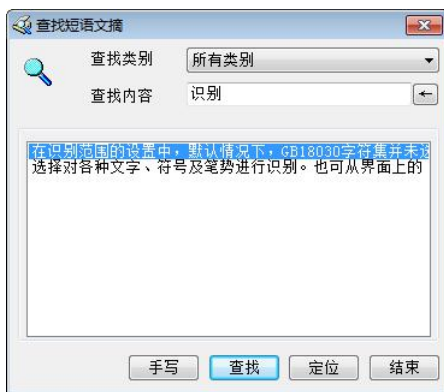 查找短语文摘
查找类别 所有类别
查找内容 识别
在识别范围的设置中，默认情况下，GB18030字符集并未
选择对各种文字、符号及笔势进行识别。也可从界面上的
手写 查找 定位 结束